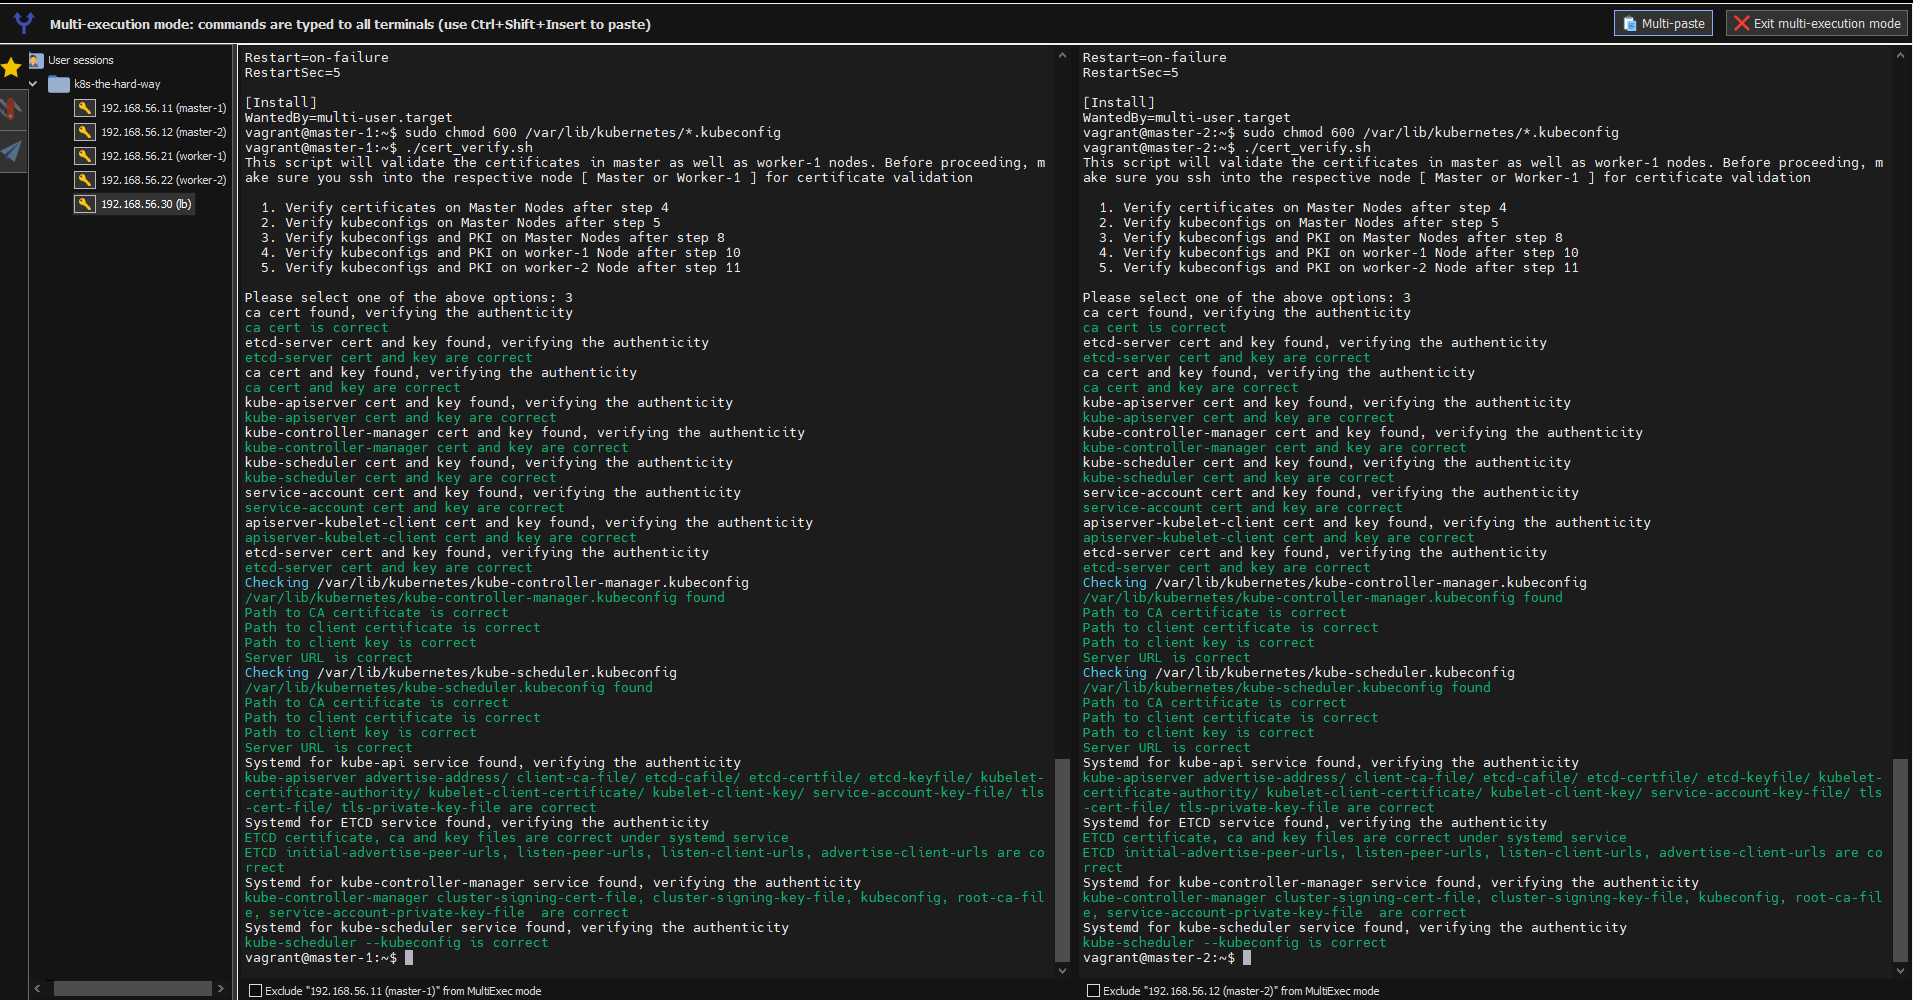 Multi-execution mode: commands are typed to all terminals (use Ctrl+Shift+Insert to paste)
Multi-paste
Exit multi-execution mode
User sessions
k8s-the-hard-way
192.168.56.11 (master-1)
192.168.56.12 (master-2)
192.168.56.21 (worker-1)
192.168.56.22 (worker-2)
192.168.56.30 (lb)
Restart=on-failure
RestartSec=5
[Install]
WantedBy=multi-user.target
vagrant@master-1:~$ sudo chmod 600 /var/lib/kubernetes/*.kubeconfig
vagrant@master-1:~$ ./cert_verify.sh
This script will validate the certificates in master as well as worker-1 nodes. Before proceeding, m
ake sure you ssh into the respective node [ Master or Worker-1 ] for certificate validation
1. Verify certificates on Master Nodes after step 4
2. Verify kubeconfigs on Master Nodes after step 5
3. Verify kubeconfigs and PKI on Master Nodes after step 8
4. Verify kubeconfigs and PKI on worker-1 Node after step 10
5. Verify kubeconfigs and PKI on worker-2 Node after step 11
Please select one of the above options: 3
ca cert found, verifying the authenticity
ca cert is correct
etcd-server cert and key found, verifying the authenticity
etcd-server cert and key are correct
ca cert and key found, verifying the authenticity
ca cert and key are correct
kube-apiserver cert and key found, verifying the authenticity
kube-apiserver cert and key are correct
kube-controller-manager cert and key found, verifying the authenticity
kube-controller-manager cert and key are correct
kube-scheduler cert and key found, verifying the authenticity
kube-scheduler cert and key are correct
service-account cert and key found, verifying the authenticity
service-account cert and key are correct
apiserver-kubelet-client cert and key found, verifying the authenticity
apiserver-kubelet-client cert and key are correct
etcd-server cert and key found, verifying the authenticity
etcd-server cert and key are correct
Checking /var/lib/kubernetes/kube-controller-manager.kubeconfig
/var/lib/kubernetes/kube-controller-manager.kubeconfig found
Path to CA certificate is correct
Path to client certificate is correct
Path to client key is correct
Server URL is correct
Checking /var/lib/kubernetes/kube-scheduler.kubeconfig
/var/lib/kubernetes/kube-scheduler.kubeconfig found
Path to CA certificate is correct
Path to client certificate is correct
Path to client key is correct
Server URL is correct
Systemd for kube-api service found, verifying the authenticity
kube-apiserver advertise-address/ client-ca-file/ etcd-cafile/ etcd-certfile/ etcd-keyfile/ kubelet-
certificate-authority/ kubelet-client-certificate/ kubelet-client-key/ service-account-key-file/ tls
-cert-file/ tls-private-key-file are correct
Systemd for ETCD service found, verifying the authenticity
ETCD certificate, ca and key files are correct under systemd service
ETCD initial-advertise-peer-urls, listen-peer-urls, listen-client-urls, advertise-client-urls are co
rrect
Systemd for kube-controller-manager service found, verifying the authenticity
kube-controller-manager cluster-signing-cert-file, cluster-signing-key-file, kubeconfig, root-ca-fil
e, service-account-private-key-file  are correct
Systemd for kube-scheduler service found, verifying the authenticity
kube-scheduler --kubeconfig is correct
vagrant@master-1:~$
Exclude "192.168.56.11 (master-1)" from MultiExec mode
Restart=on-failure
RestartSec=5
[Install]
WantedBy=multi-user.target
vagrant@master-2:~$ sudo chmod 600 /var/lib/kubernetes/*.kubeconfig
vagrant@master-2:~$ ./cert_verify.sh
This script will validate the certificates in master as well as worker-1 nodes. Before proceeding, m
ake sure you ssh into the respective node [ Master or Worker-1 ] for certificate validation
1. Verify certificates on Master Nodes after step 4
2. Verify kubeconfigs on Master Nodes after step 5
3. Verify kubeconfigs and PKI on Master Nodes after step 8
4. Verify kubeconfigs and PKI on worker-1 Node after step 10
5. Verify kubeconfigs and PKI on worker-2 Node after step 11
Please select one of the above options: 3
ca cert found, verifying the authenticity
ca cert is correct
etcd-server cert and key found, verifying the authenticity
etcd-server cert and key are correct
ca cert and key found, verifying the authenticity
ca cert and key are correct
kube-apiserver cert and key found, verifying the authenticity
kube-apiserver cert and key are correct
kube-controller-manager cert and key found, verifying the authenticity
kube-controller-manager cert and key are correct
kube-scheduler cert and key found, verifying the authenticity
kube-scheduler cert and key are correct
service-account cert and key found, verifying the authenticity
service-account cert and key are correct
apiserver-kubelet-client cert and key found, verifying the authenticity
apiserver-kubelet-client cert and key are correct
etcd-server cert and key found, verifying the authenticity
etcd-server cert and key are correct
Checking /var/lib/kubernetes/kube-controller-manager.kubeconfig
/var/lib/kubernetes/kube-controller-manager.kubeconfig found
Path to CA certificate is correct
Path to client certificate is correct
Path to client key is correct
Server URL is correct
Checking /var/lib/kubernetes/kube-scheduler.kubeconfig
/var/lib/kubernetes/kube-scheduler.kubeconfig found
Path to CA certificate is correct
Path to client certificate is correct
Path to client key is correct
Server URL is correct
Systemd for kube-api service found, verifying the authenticity
kube-apiserver advertise-address/ client-ca-file/ etcd-cafile/ etcd-certfile/ etcd-keyfile/ kubelet-
certificate-authority/ kubelet-client-certificate/ kubelet-client-key/ service-account-key-file/ tls
-cert-file/ tls-private-key-file are correct
Systemd for ETCD service found, verifying the authenticity
ETCD certificate, ca and key files are correct under systemd service
ETCD initial-advertise-peer-urls, listen-peer-urls, listen-client-urls, advertise-client-urls are co
rrect
Systemd for kube-controller-manager service found, verifying the authenticity
kube-controller-manager cluster-signing-cert-file, cluster-signing-key-file, kubeconfig, root-ca-fil
e, service-account-private-key-file  are correct
Systemd for kube-scheduler service found, verifying the authenticity
kube-scheduler --kubeconfig is correct
vagrant@master-2:~$
Exclude "192.168.56.12 (master-2)" from MultiExec mode